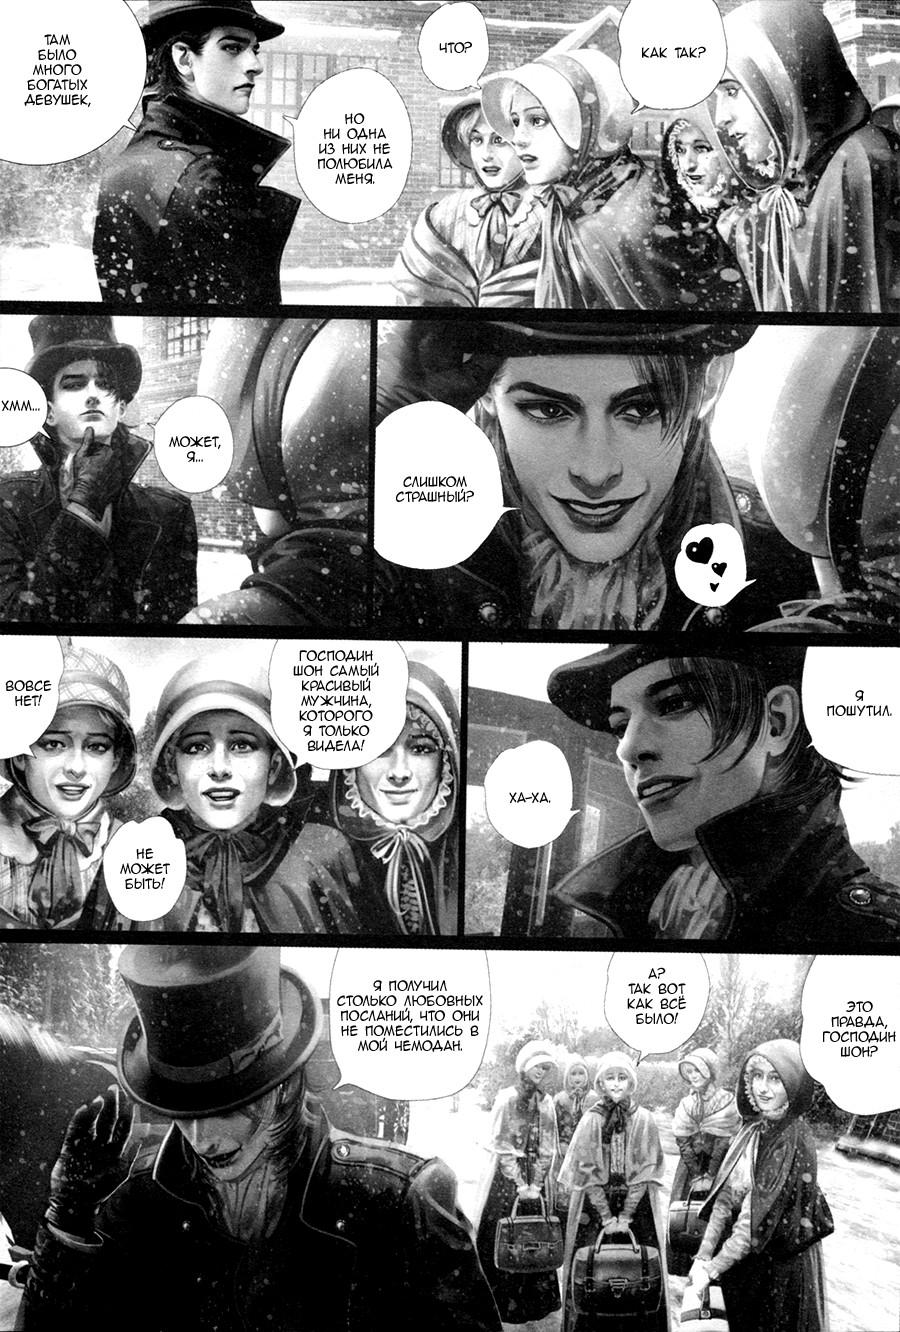 ТАМ
БЫЛО
МНОГО
БОГАТЫХ
ДЕВУШЕК,
НО
НИ ОДНА
ИЗ НИХ НЕ
ПОЛЮБИЛА
МЕНЯ.
ЧТО?
КАК ТАК?
ХММ...
МОЖЕТ,
Я...
СЛИШКОМ
СТРАШНЫЙ?
ВОВСЕ
НЕТ!
НЕ
МОЖЕТ
БЫТЬ!
ГОСПОДИН
ШОН САМЫЙ
КРАСИВЫЙ
МУЖЧИНА,
КОТОРОГО
Я ТОЛЬКО
ВИДЕЛА!
ХА-ХА.
Я
ПОШУТИЛ.
Я ПОЛУЧИЛ
СТОЛЬКО ЛЮБОВНЫХ
ПОСЛАНИЙ, ЧТО ОНИ
НЕ ПОМЕСТИЛИСЬ В
МОЙ ЧЕМОДАН.
А?
ТАК ВОТ
КАК ВСЁ
БЫЛО!
ЭТО
ПРАВДА,
ГОСПОДИН
ШОН?